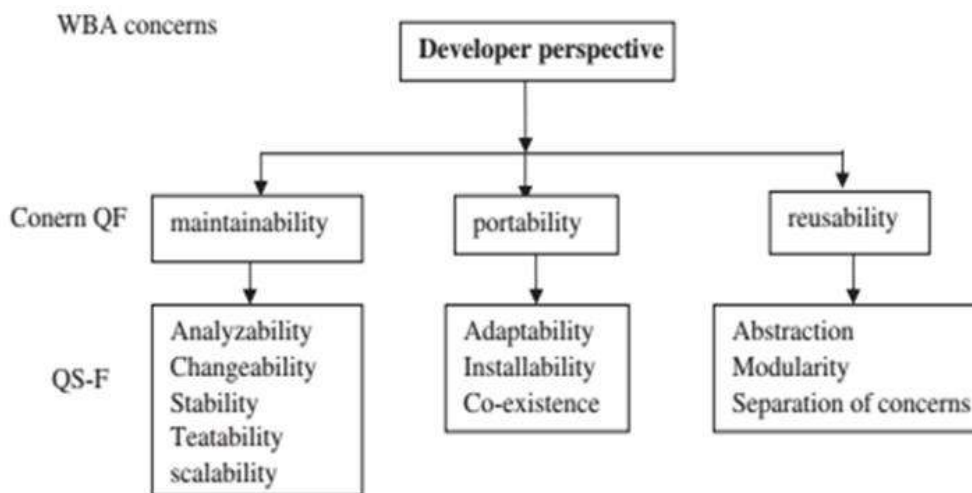 WBA concerns
Developer perspective
Conern QF
maintainability
portability
reusability
QS-F
Analyzability
Changeability
Stability
Teatability
scalability
Adaptability
Installability
Co-existence
Abstraction
Modularity
Separation of concerns